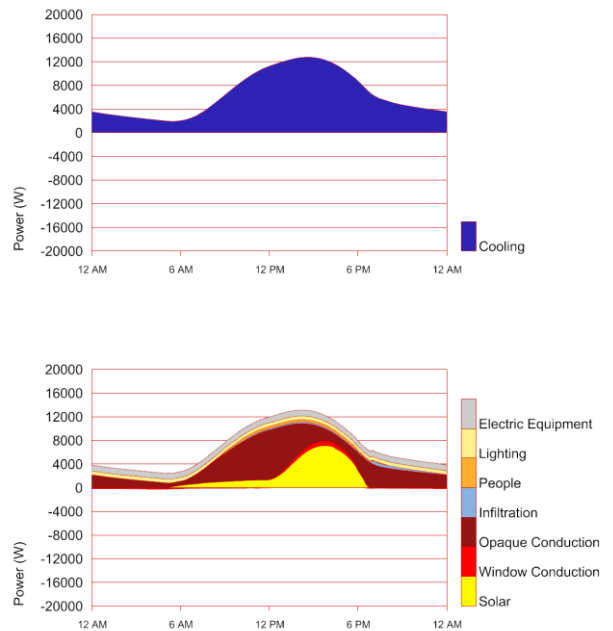 20000
16000
12000
8000
4000
0
-4000
-8000
-12000
-16000
-20000
Power (W)
12 AM 6 AM 12 PM 6 PM 12 AM
Cooling
20000
16000
12000
8000
4000
0
-4000
-8000
-12000
-16000
-20000
Power (W)
12 AM 6 AM 12 PM 6 PM 12 AM
Electric Equipment
Lighting
People
Infiltration
Opaque Conduction
Window Conduction
Solar